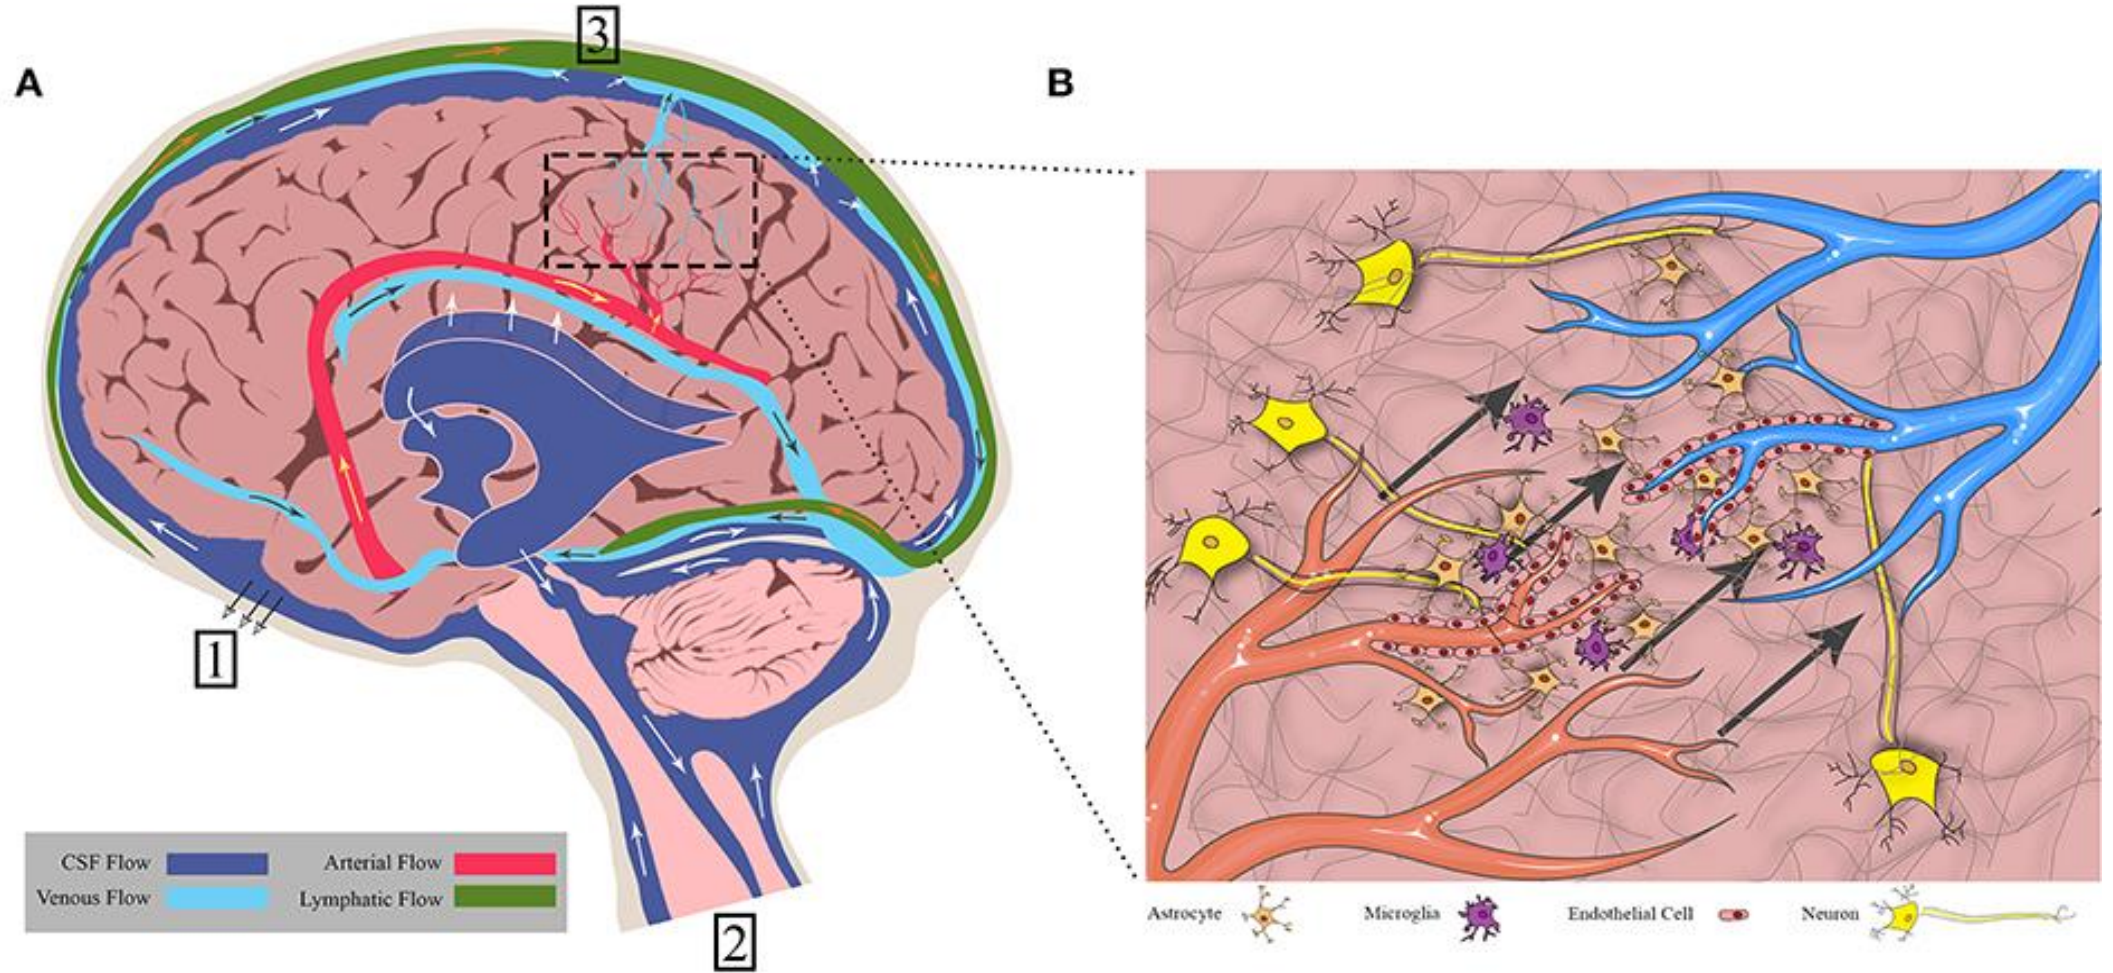 A
B
3
1
2
CSF Flow
Arterial Flow
Venous Flow
Lymphatic Flow
Astrocyte
Microglia
Endothelial Cell
Neuron